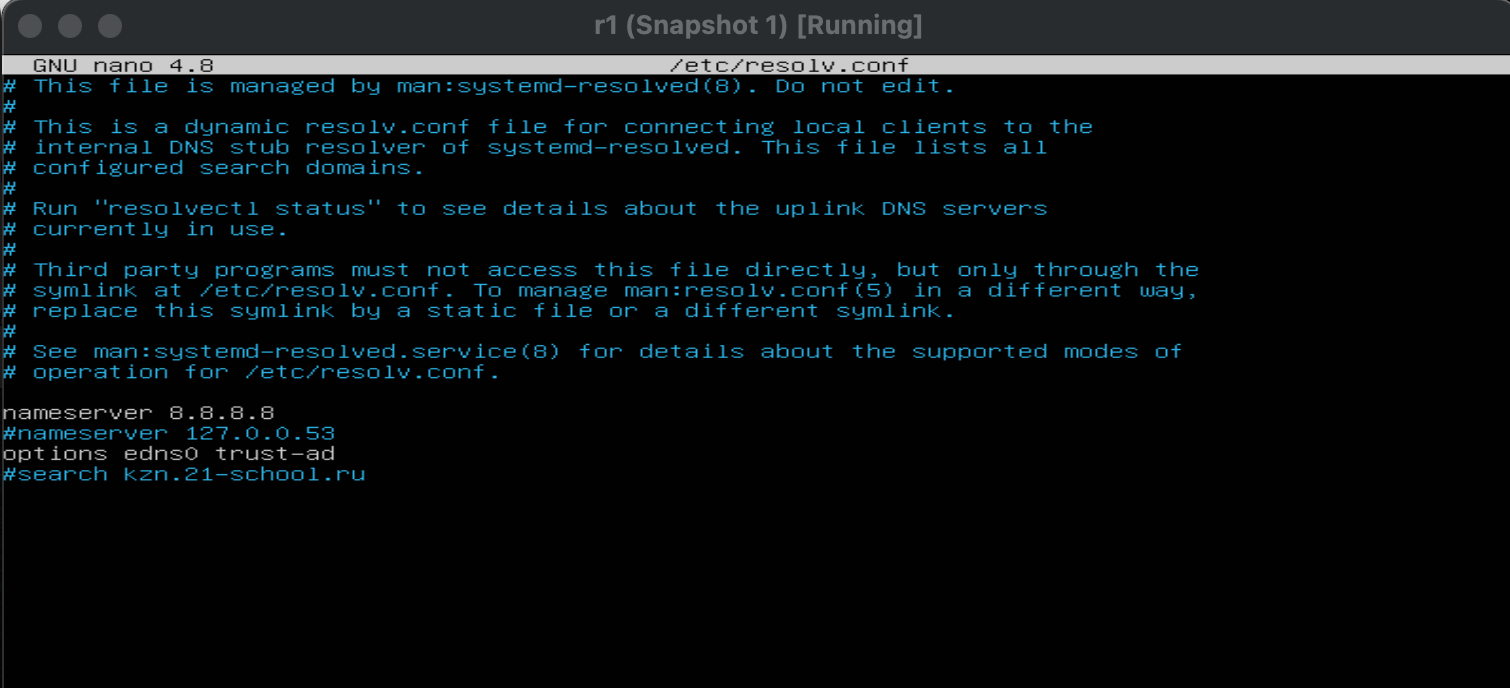 r1 (Snapshot 1) [Running]
GNU nano 4.8 /etc/resolv.conf
# This file is managed by man:systemd-resolved(8). Do not edit.
#
# This is a dynamic resolv.conf file for connecting local clients to the
# internal DNS stub resolver of systemd-resolved. This file lists all
# configured search domains.
#
# Run "resolvectl status" to see details about the uplink DNS servers
# currently in use.
#
# Third party programs must not access this file directly, but only through the
# symlink at /etc/resolv.conf. To manage man:resolv.conf(5) in a different way,
# replace this symlink by a static file or a different symlink.
#
# See man:systemd-resolved.service(8) for details about the supported modes of
# operation for /etc/resolv.conf.
nameserver 8.8.8.8
#nameserver 127.0.0.53
options edns0 trust-ad
#search kzn.21-school.ru